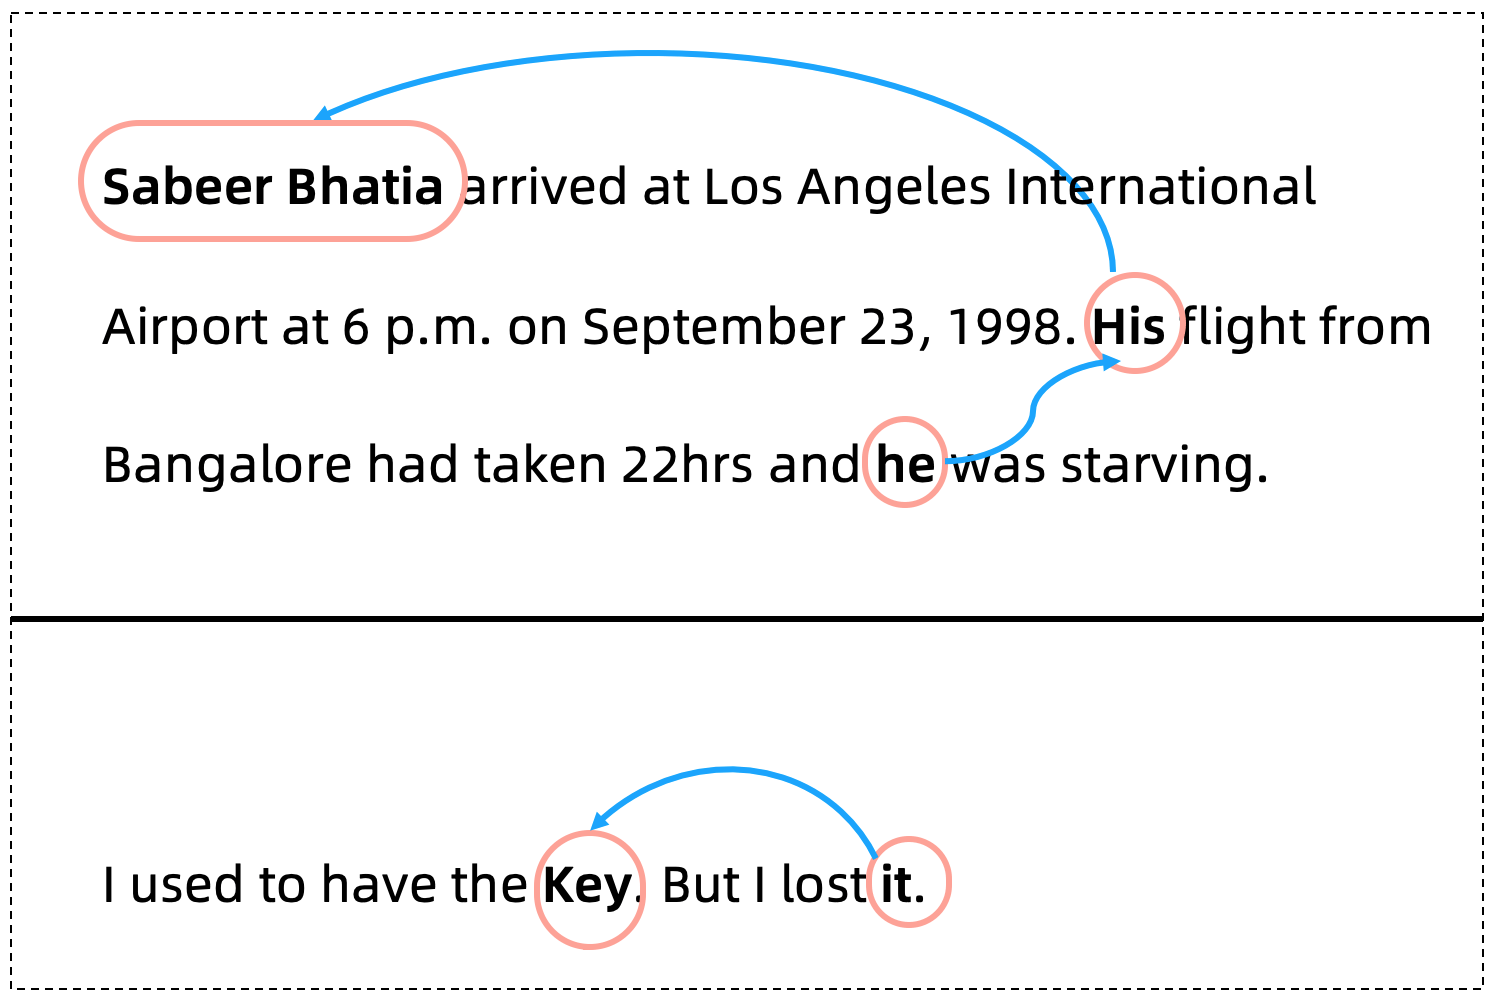 Sabeer Bhatia arrived at Los Angeles International
Airport at 6 p.m. on September 23, 1998. His flight from
Bangalore had taken 22hrs and he was starving.
I used to have the Key. But I lost it.